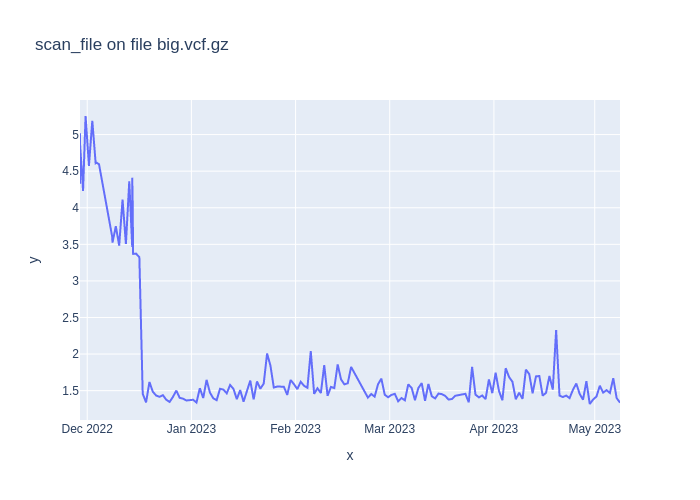 scan_file on file big.vcf.gz
y
5
4.5
4
3.5
3
2.5
2
1.5
Dec 2022
Jan 2023
Feb 2023
Mar 2023
Apr 2023
May 2023
x